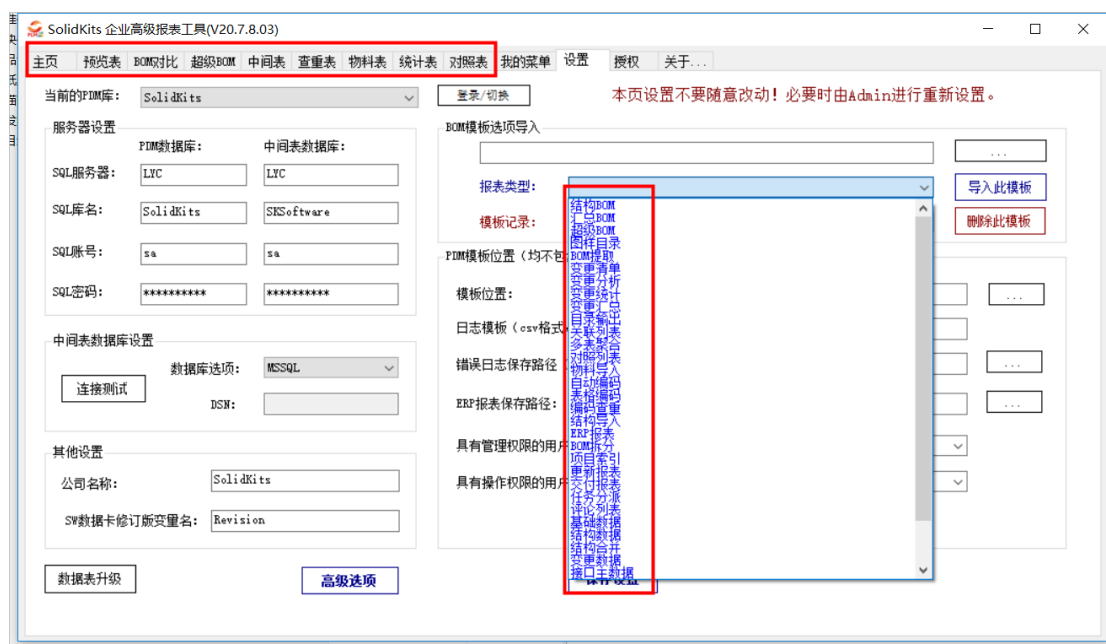 SolidKits 企业高级报表工具(V20.7.8.03)
主页 预览表 BOM对比 超级BOM 中间表 查重表 物料表 统计表 对照表 我的菜单 设置 授权 关于...
当前的PDM库: SolidKits 登录/切换 本页设置不要随意改动！必要时由Admin进行重新设置。
服务器设置
PDM数据库: 中间表数据库:
SQL服务器: LYC LYC
SQL库名: SolidKits SKSoftware
SQL账号: sa sa
SQL密码: ********** **********
中间表数据库设置
数据库选项: MSSQL
连接测试
DSN:
其他设置
公司名称: SolidKits
SW数据卡修订版变量名: Revision
数据表升级 高级选项
BOM模板选项导入
...
报表类型: 导入此模板
模板记录: 删除此模板
PDM模板位置（均不包
模板位置: ...
日志模板（csv格式
错误日志保存路径 ...
ERP报表保存路径: ...
具有管理权限的用户
具有操作权限的用户
结构BOM
汇总BOM
超级BOM
图样目录
BOM提取
变更清单
变更分析
变更统计
变更汇总
目录输出
关联列表
多表聚合
对照列表
物料导入
自动编码
表格编码
编码查重
结构导入
ERP报表
BOM拆分
项目索引
更新报表
交付报表
任务分派
评论列表
基础数据
结构数据
结构合并
变更数据
接口主数据
保存设置